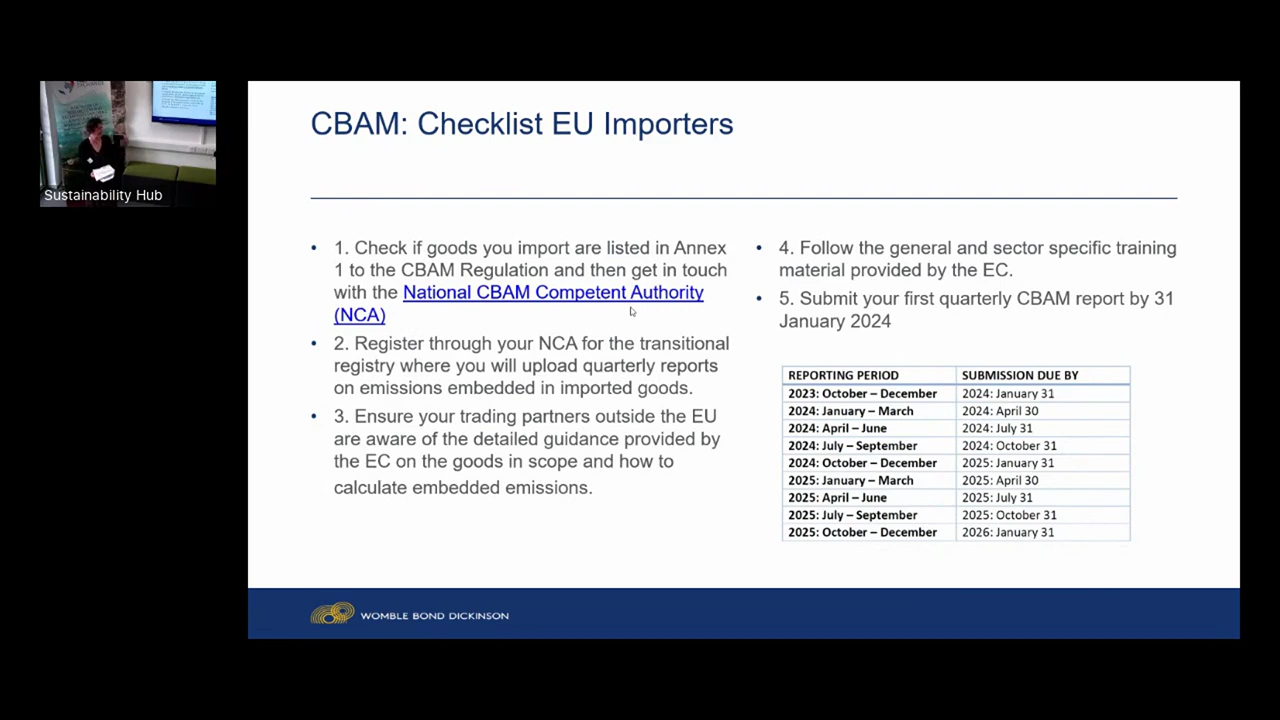 Sustainability Hub
CBAM: Checklist EU Importers
• 1. Check if goods you import are listed in Annex
1 to the CBAM Regulation and then get in touch
with the National CBAM Competent Authority
(NCA)
• 2. Register through your NCA for the transitional
registry where you will upload quarterly reports
on emissions embedded in imported goods.
• 3. Ensure your trading partners outside the EU
are aware of the detailed guidance provided by
the EC on the goods in scope and how to
calculate embedded emissions.
• 4. Follow the general and sector specific training
material provided by the EC.
• 5. Submit your first quarterly CBAM report by 31
January 2024
REPORTING PERIOD SUBMISSION DUE BY
2023: October – December 2024: January 31
2024: January – March 2024: April 30
2024: April – June 2024: July 31
2024: July – September 2024: October 31
2024: October – December 2025: January 31
2025: January – March 2025: April 30
2025: April – June 2025: July 31
2025: July – September 2025: October 31
2025: October – December 2026: January 31
WOMBLE BOND DICKINSON